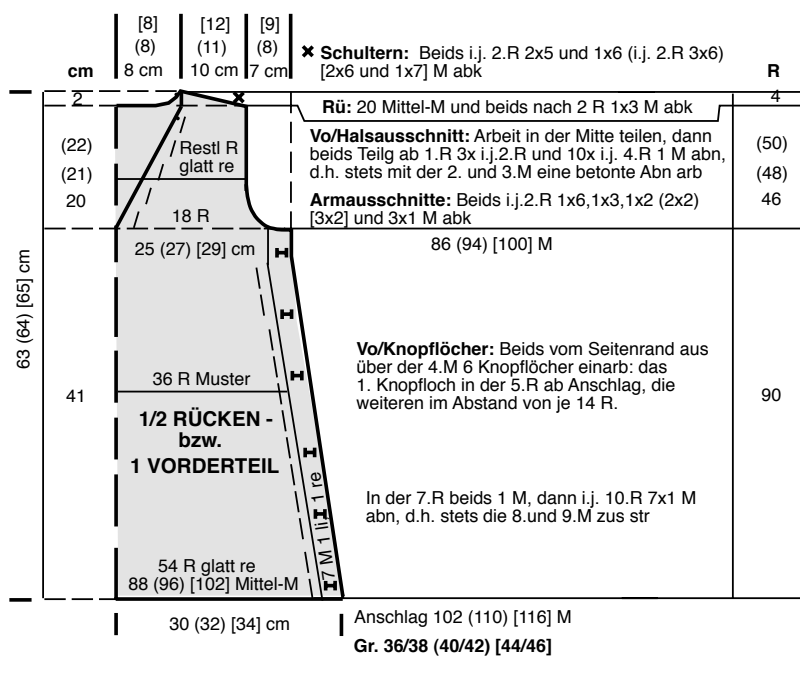 [8] [12] [9]
(8) (11) (8)
cm 8 cm 10 cm 7 cm R
✖ Schultern: Beids i.j. 2.R 2x5 und 1x6 (i.j. 2.R 3x6)
[2x6 und 1x7] M abk
2 4
Rü: 20 Mittel-M und beids nach 2 R 1x3 M abk
Vo/Halsausschnitt: Arbeit in der Mitte teilen, dann
beids Teilg ab 1.R 3x i.j.2.R und 10x i.j. 4.R 1 M abn,
d.h. stets mit der 2. und 3.M eine betonte Abn arb
(22) (50)
(21) (48)
20 46
Restl R
glatt re
Armausschnitte: Beids i.j.2.R 1x6,1x3,1x2 (2x2)
[3x2] und 3x1 M abk
18 R
25 (27) [29] cm
86 (94) [100] M
63 (64) [65] cm
Vo/Knopflöcher: Beids vom Seitenrand aus
über der 4.M 6 Knopflöcher einarb: das
1. Knopfloch in der 5.R ab Anschlag, die
weiteren im Abstand von je 14 R.
36 R Muster
41 90
1/2 RÜCKEN -
bzw.
1 VORDERTEIL
In der 7.R beids 1 M, dann i.j. 10.R 7x1 M
abn, d.h. stets die 8.und 9.M zus str
7 M 1 li, 1 re
54 R glatt re
88 (96) [102] Mittel-M
30 (32) [34] cm
Anschlag 102 (110) [116] M
Gr. 36/38 (40/42) [44/46]